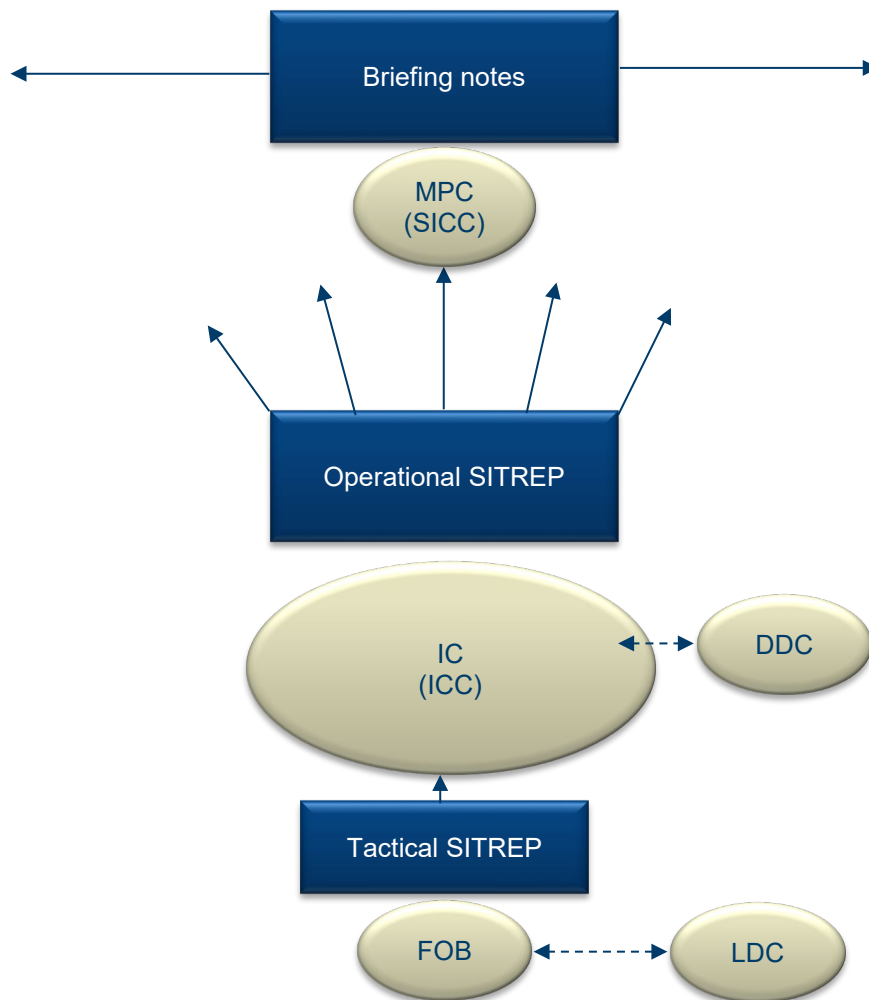 Briefing notes
MPC
(SICC)
Operational SITREP
IC
(ICC)
DDC
Tactical SITREP
FOB
LDC